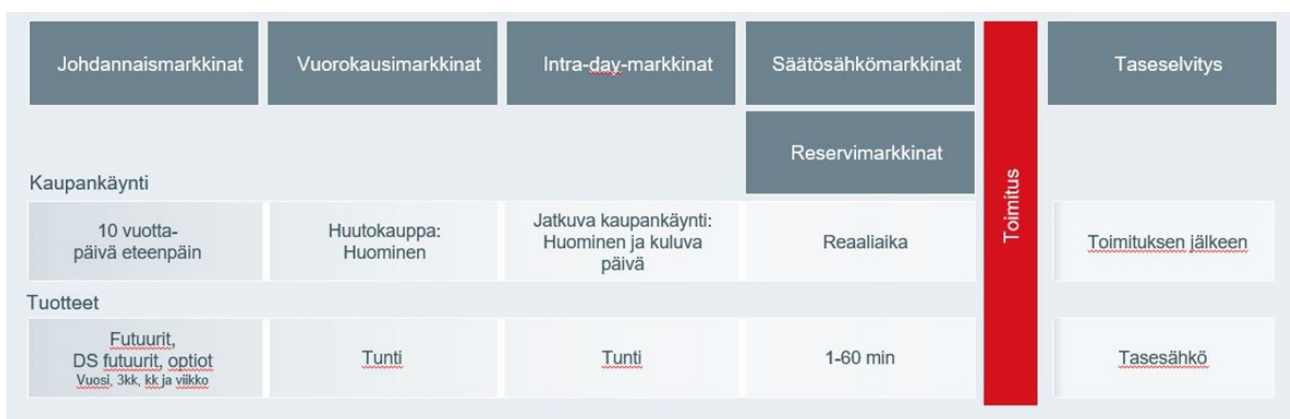 Johdannaismarkkinat
Vuorokausimarkkinat
Intra-day-markkinat
Säätösähkömarkkinat
Taseselvitys
Reservimarkkinat
Toimitus
Kaupankäynti
10 vuotta-
päivä eteenpäin
Huutokauppa:
Huominen
Jatkuva kaupankäynti:
Huominen ja kuluva
päivä
Reaaliaika
Toimituksen jälkeen
Tuotteet
Futuurit,
DS futuurit, optiot
Vuosi, 3kk, kk ja viikko
Tunti
Tunti
1-60 min
Tasesähkö